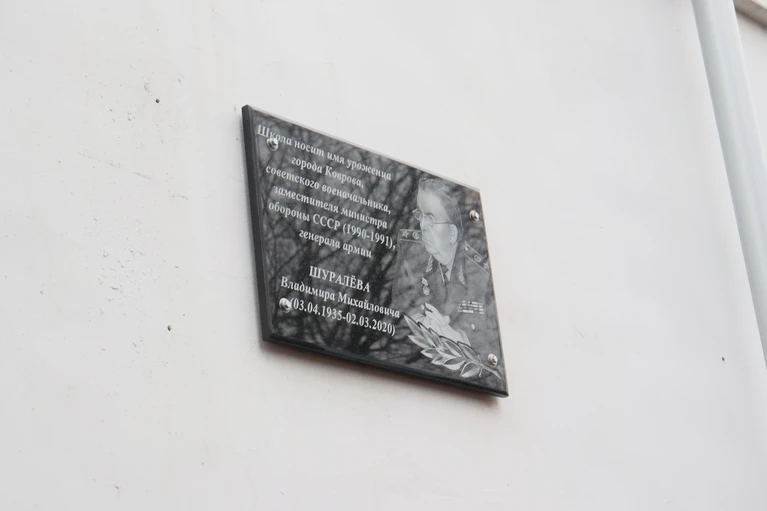 Школа носит имя уроженца
города Коврова,
советского военачальника,
заместителя министра
обороны СССР (1990-1991),
генерала армии
ШУРАЛЁВА
Владимира Михайловича
(03.04.1935-02.03.2020)